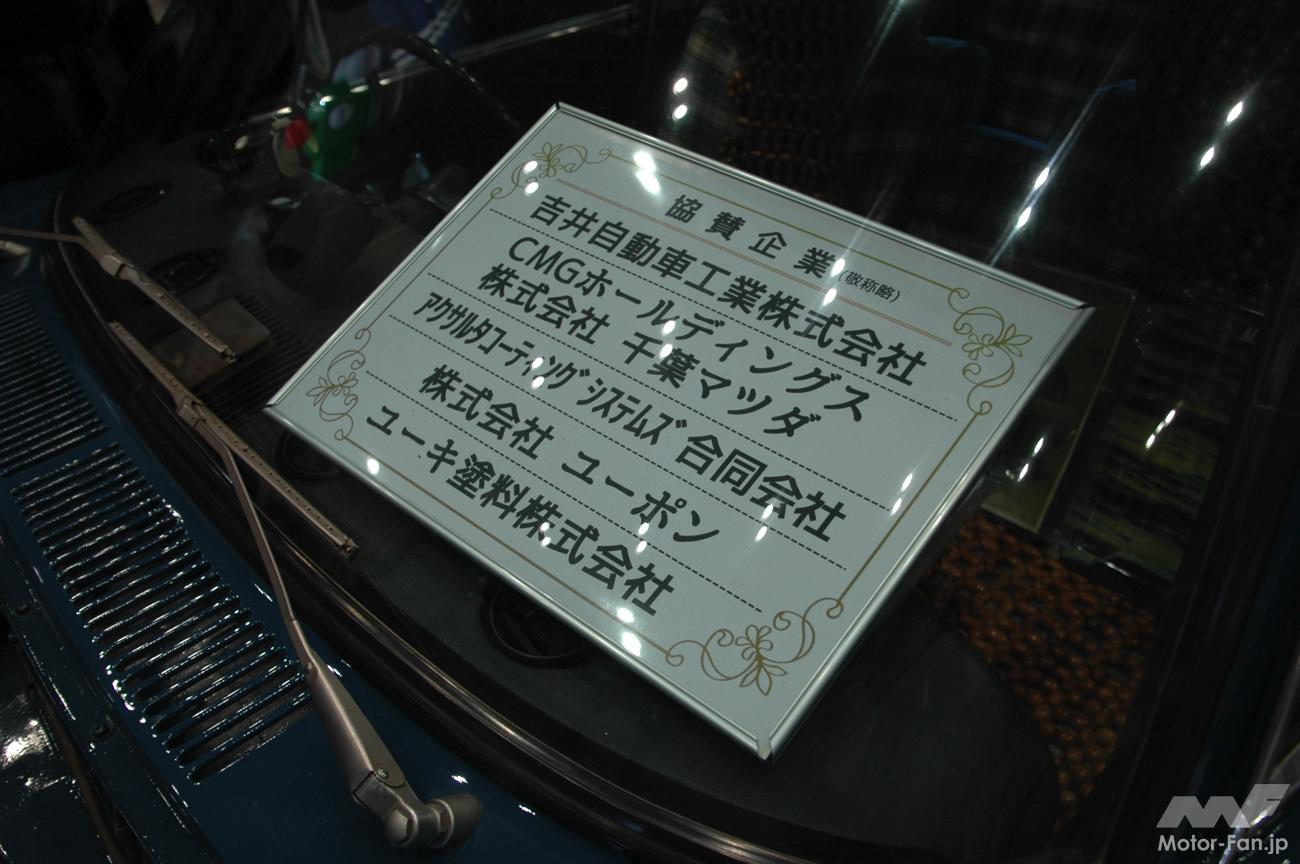 協賛企業(敬称略)
吉井自動車工業株式会社
CMGホールディングス
株式会社 千葉マツダ
アクサルタコーティングシステムズ 合同会社
株式会社 ユーポン
ユーキ塗料株式会社
MF
Motor-Fan.jp